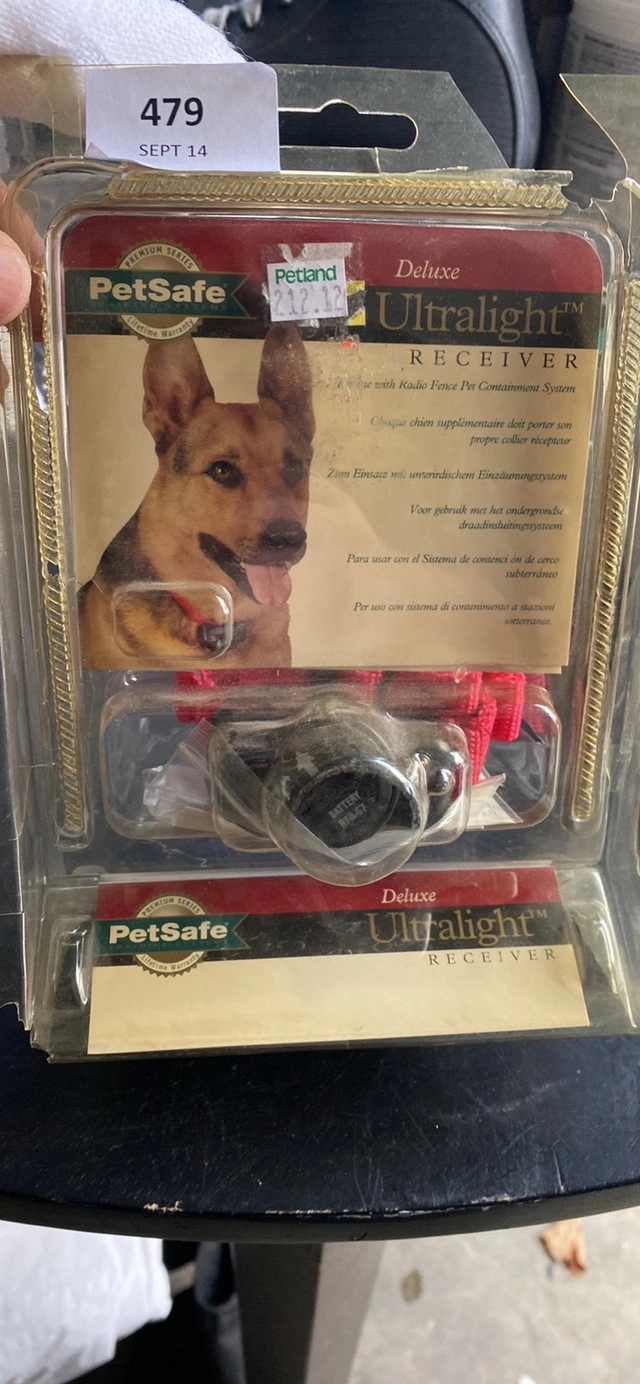 479
SEPT 14
PREMIUM SERIES
PetSafe
Lifetime Warranty
Petland
212.12
Deluxe
Ultralight™
RECEIVER
with Radio Fence Pet Containment System
Chaque chien supplémentaire doit porter son
propre collier récepteur
Zum Einsatz mit unterirdischem Einzäunungsystem
Voor gebruik met het ondergrondse
draadinsluitingssysteem
Para usar con el Sistema de contenci ón de cerco
subterráneo
Per uso con sistema di contenimento a stazioni
sotterranee.
BATTERY
RFA-67
PREMIUM SERIES
PetSafe
Lifetime Warranty
Deluxe
Ultralight™
RECEIVER